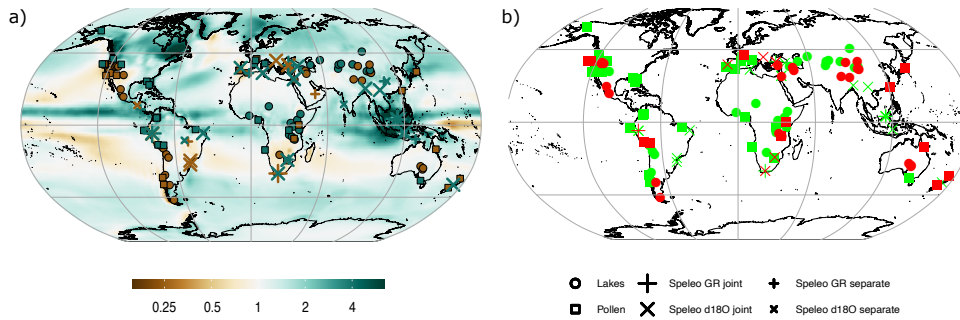 a)
b)
0.25 0.5 1 2 4
Lakes Speleo GR joint Speleo GR separate
Pollen Speleo d18O joint Speleo d18O separate